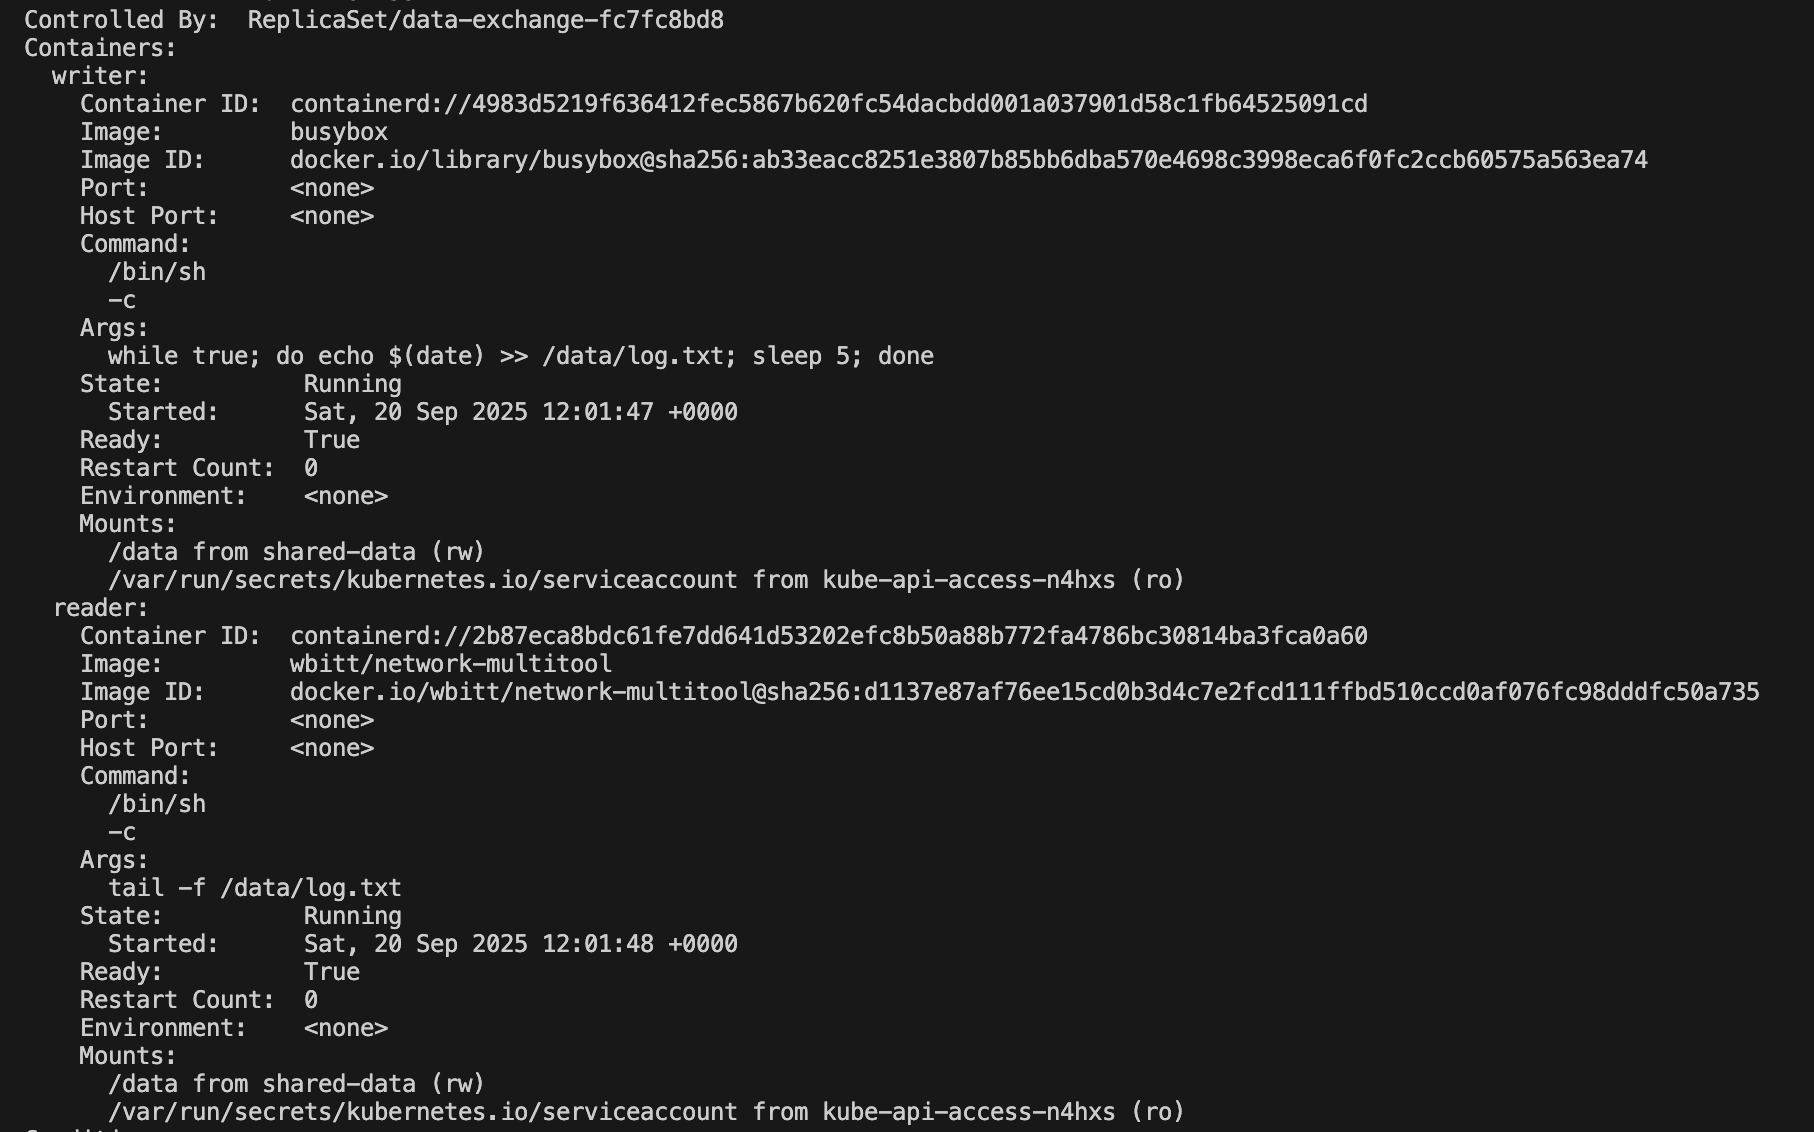 Controlled By:  ReplicaSet/data-exchange-fc7fc8bd8
Containers:
  writer:
    Container ID:  containerd://4983d5219f636412fec5867b620fc54dacbdd001a037901d58c1fb64525091cd
    Image:         busybox
    Image ID:      docker.io/library/busybox@sha256:ab33eacc8251e3807b85bb6dba570e4698c3998eca6f0fc2ccb60575a563ea74
    Port:          <none>
    Host Port:     <none>
    Command:
      /bin/sh
      -c
    Args:
      while true; do echo $(date) >> /data/log.txt; sleep 5; done
    State:          Running
      Started:      Sat, 20 Sep 2025 12:01:47 +0000
    Ready:          True
    Restart Count:  0
    Environment:    <none>
    Mounts:
      /data from shared-data (rw)
      /var/run/secrets/kubernetes.io/serviceaccount from kube-api-access-n4hxs (ro)
  reader:
    Container ID:  containerd://2b87eca8bdc61fe7dd641d53202efc8b50a88b772fa4786bc30814ba3fca0a60
    Image:         wbitt/network-multitool
    Image ID:      docker.io/wbitt/network-multitool@sha256:d1137e87af76ee15cd0b3d4c7e2fcd111ffbd510ccd0af076fc98dddfc50a735
    Port:          <none>
    Host Port:     <none>
    Command:
      /bin/sh
      -c
    Args:
      tail -f /data/log.txt
    State:          Running
      Started:      Sat, 20 Sep 2025 12:01:48 +0000
    Ready:          True
    Restart Count:  0
    Environment:    <none>
    Mounts:
      /data from shared-data (rw)
      /var/run/secrets/kubernetes.io/serviceaccount from kube-api-access-n4hxs (ro)